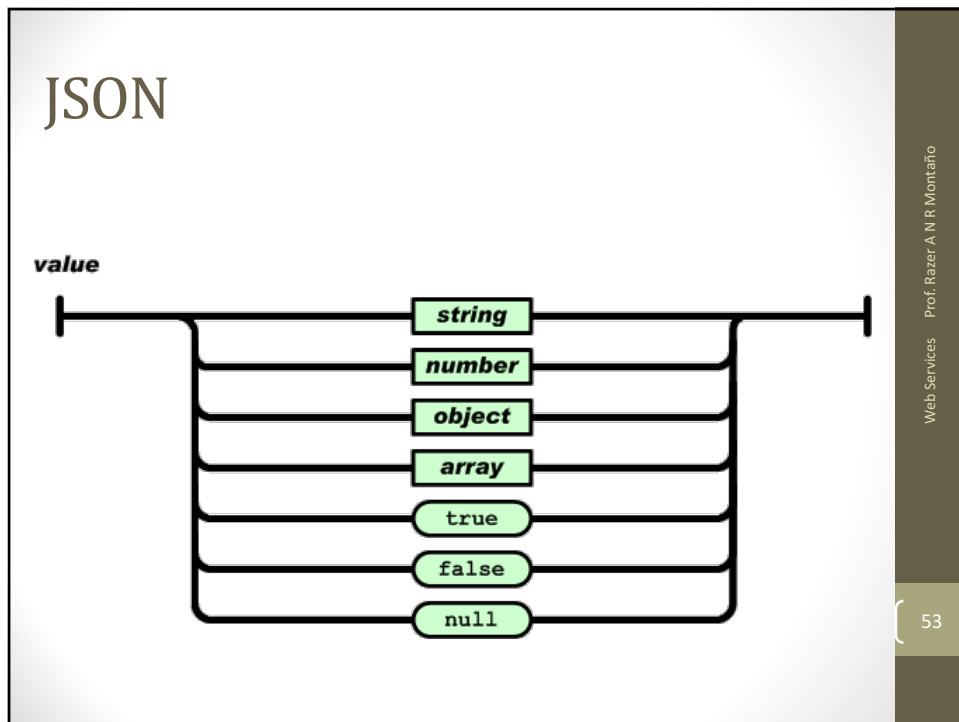 JSON
value
string
number
object
array
true
false
null
Web Services Prof. Razer A N R Montaño
53